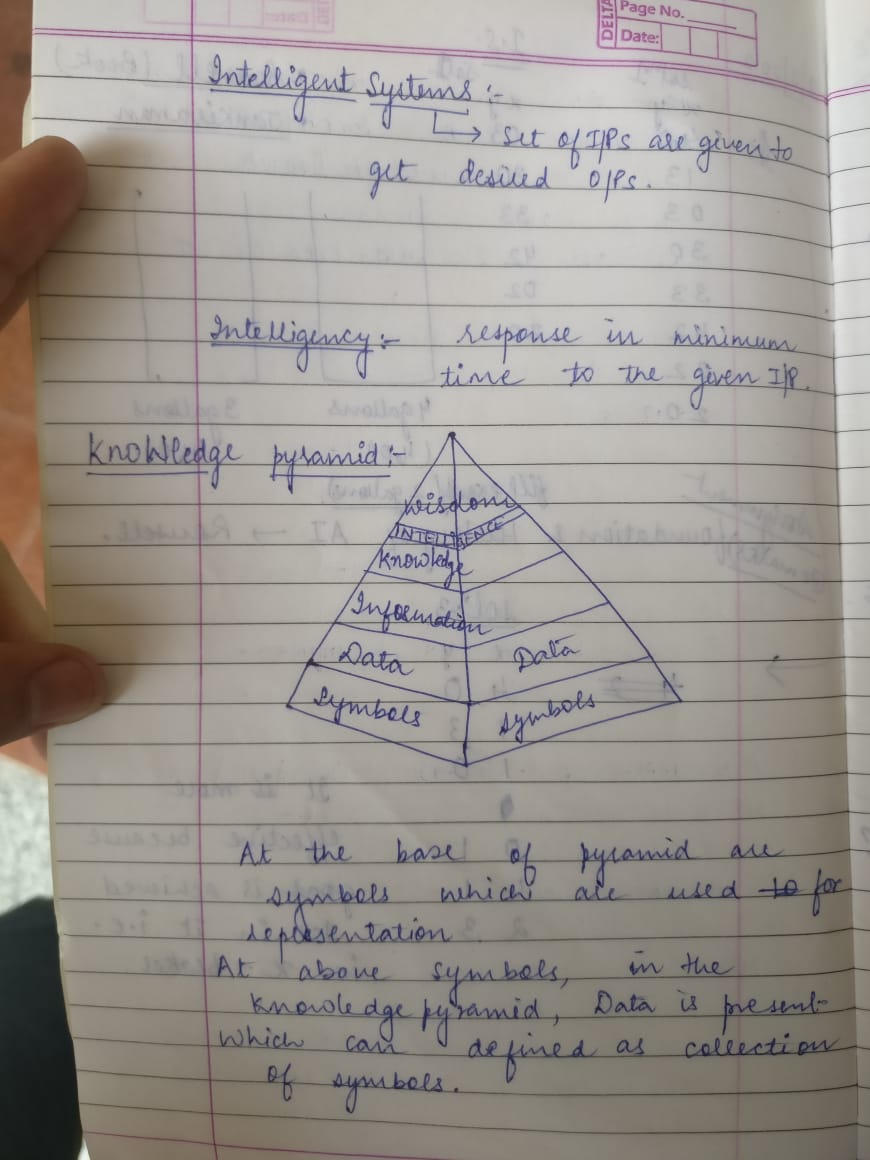 DELTA Page No.
Date:
Intelligent Systems :-
→ Set of I/Ps are given to
get desired O/Ps.
Intelligency :- response in minimum
time to the given I/P.
Knowledge pyramid :-
Wisdom
INTELLIGENCE
Knowledge
Information
Data Data
Symbols Symbols
At the base of pyramid are
symbols which are used to for
representation
At above symbols, in the
knowledge pyramid, Data is present
which can defined as collection
of symbols.